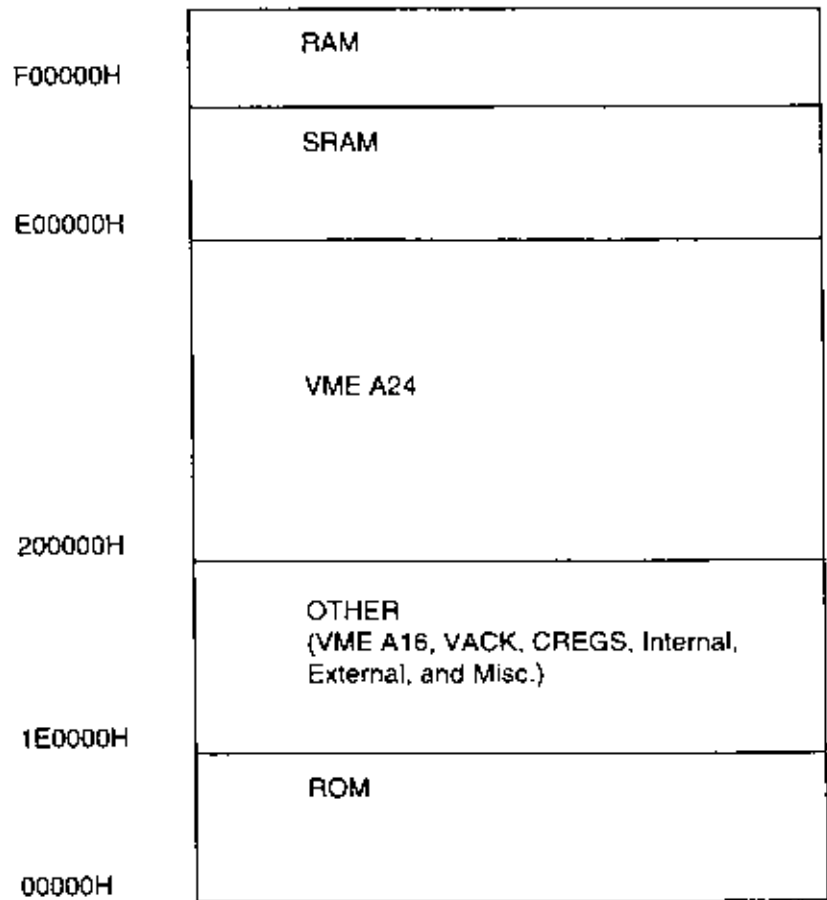 RAM
F00000H
SRAM
E00000H
VME A24
200000H
OTHER
(VME A16, VACK, CREGS, Internal,
External, and Misc.)
1E0000H
ROM
00000H